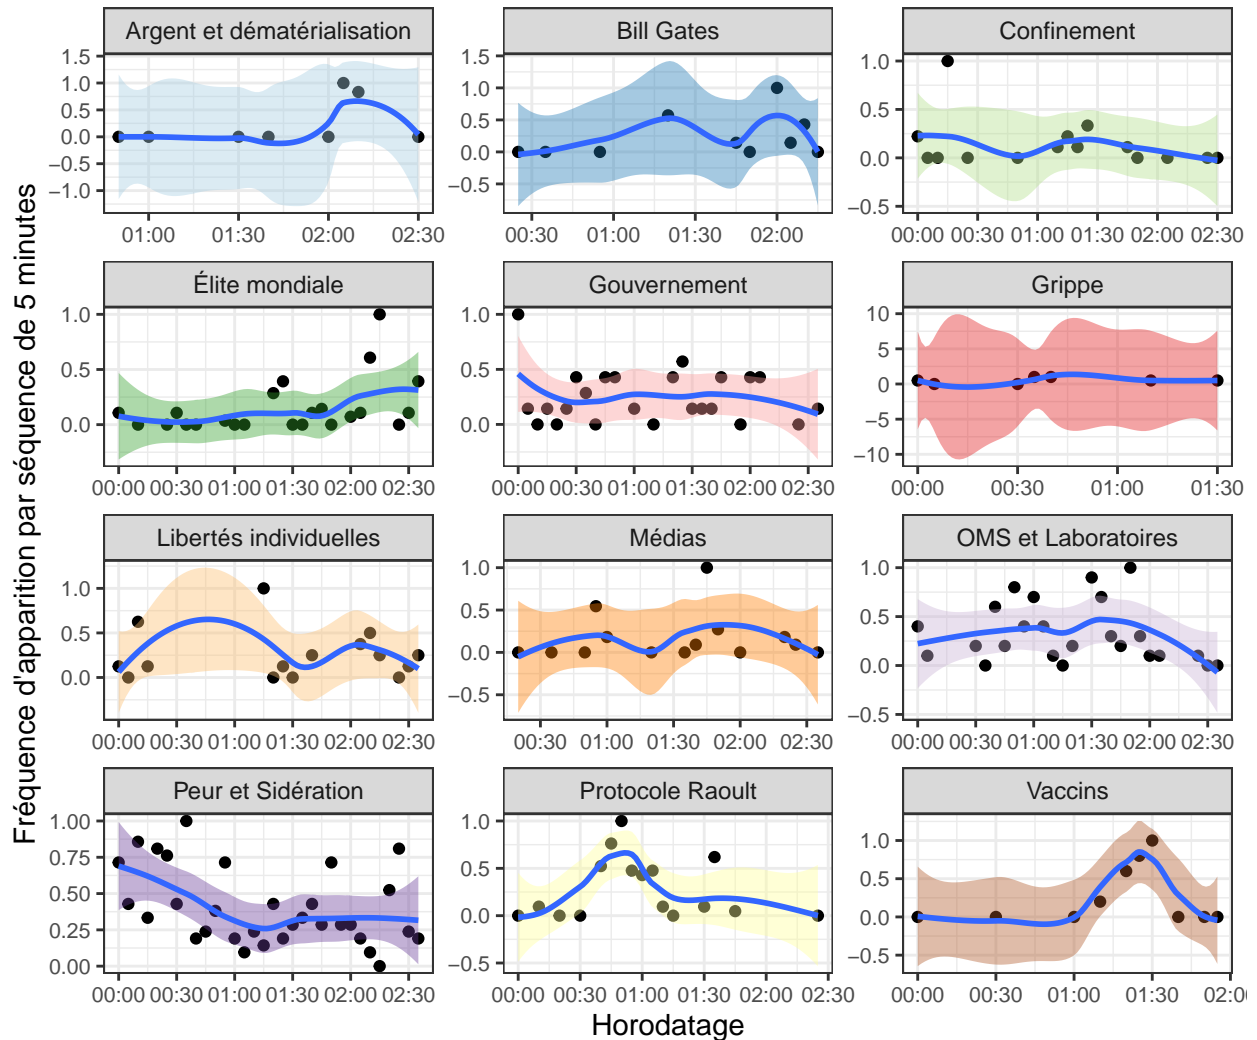 Argent et dématérialisation
Bill Gates
Confinement
1.5
1.0
0.5
0.0
−0.5
−1.0
1.5
1.0
0.5
0.0
−0.5
1.0
0.5
0.0
−0.5
01:00 01:30 02:00 02:30
00:30 01:00 01:30 02:00
00:00 00:30 01:00 01:30 02:00 02:30
Élite mondiale
Gouvernement
Grippe
1.0
0.5
0.0
1.0
0.5
0.0
10
5
0
−5
−10
00:00 00:30 01:00 01:30 02:00 02:30
00:00 00:30 01:00 01:30 02:00 02:30
00:00 00:30 01:00 01:30
Libertés individuelles
Médias
OMS et Laboratoires
1.0
0.5
0.0
1.0
0.5
0.0
−0.5
1.0
0.5
0.0
−0.5
00:00 00:30 01:00 01:30 02:00 02:30
00:30 01:00 01:30 02:00 02:30
00:00 00:30 01:00 01:30 02:00 02:30
Peur et Sidération
Protocole Raoult
Vaccins
1.00
0.75
0.50
0.25
0.00
1.0
0.5
0.0
−0.5
1.0
0.5
0.0
−0.5
00:00 00:30 01:00 01:30 02:00 02:30
00:00 00:30 01:00 01:30 02:00 02:30
00:00 00:30 01:00 01:30 02:00
Horodatage
Fréquence d'apparition par séquence de 5 minutes